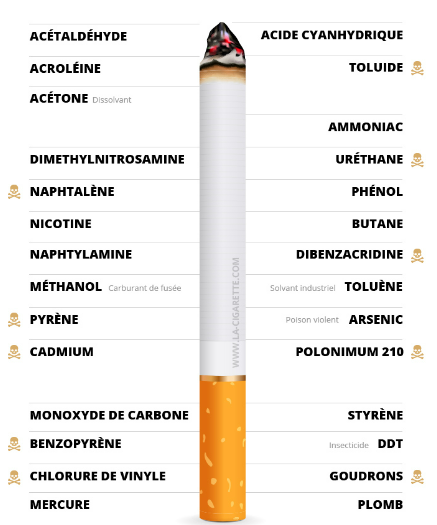 ACÉTALDÉHYDE
ACIDE CYANHYDRIQUE
ACROLÉINE
TOLUIDE
ACÉTONE Dissolvant
AMMONIAC
DIMETHYLNITROSAMINE
URÉTHANE
NAPHTALÈNE
PHÉNOL
NICOTINE
BUTANE
NAPHTYLAMINE
DIBENZACRIDINE
MÉTHANOL Carburant de fusée
Solvant industriel TOLUÈNE
PYRÈNE
Poison violent ARSENIC
CADMIUM
POLONIMUM 210
WWW.LA-CIGARETTE.COM
MONOXYDE DE CARBONE
STYRÈNE
BENZOPYRÈNE
Insecticide DDT
CHLORURE DE VINYLE
GOUDRONS
MERCURE
PLOMB